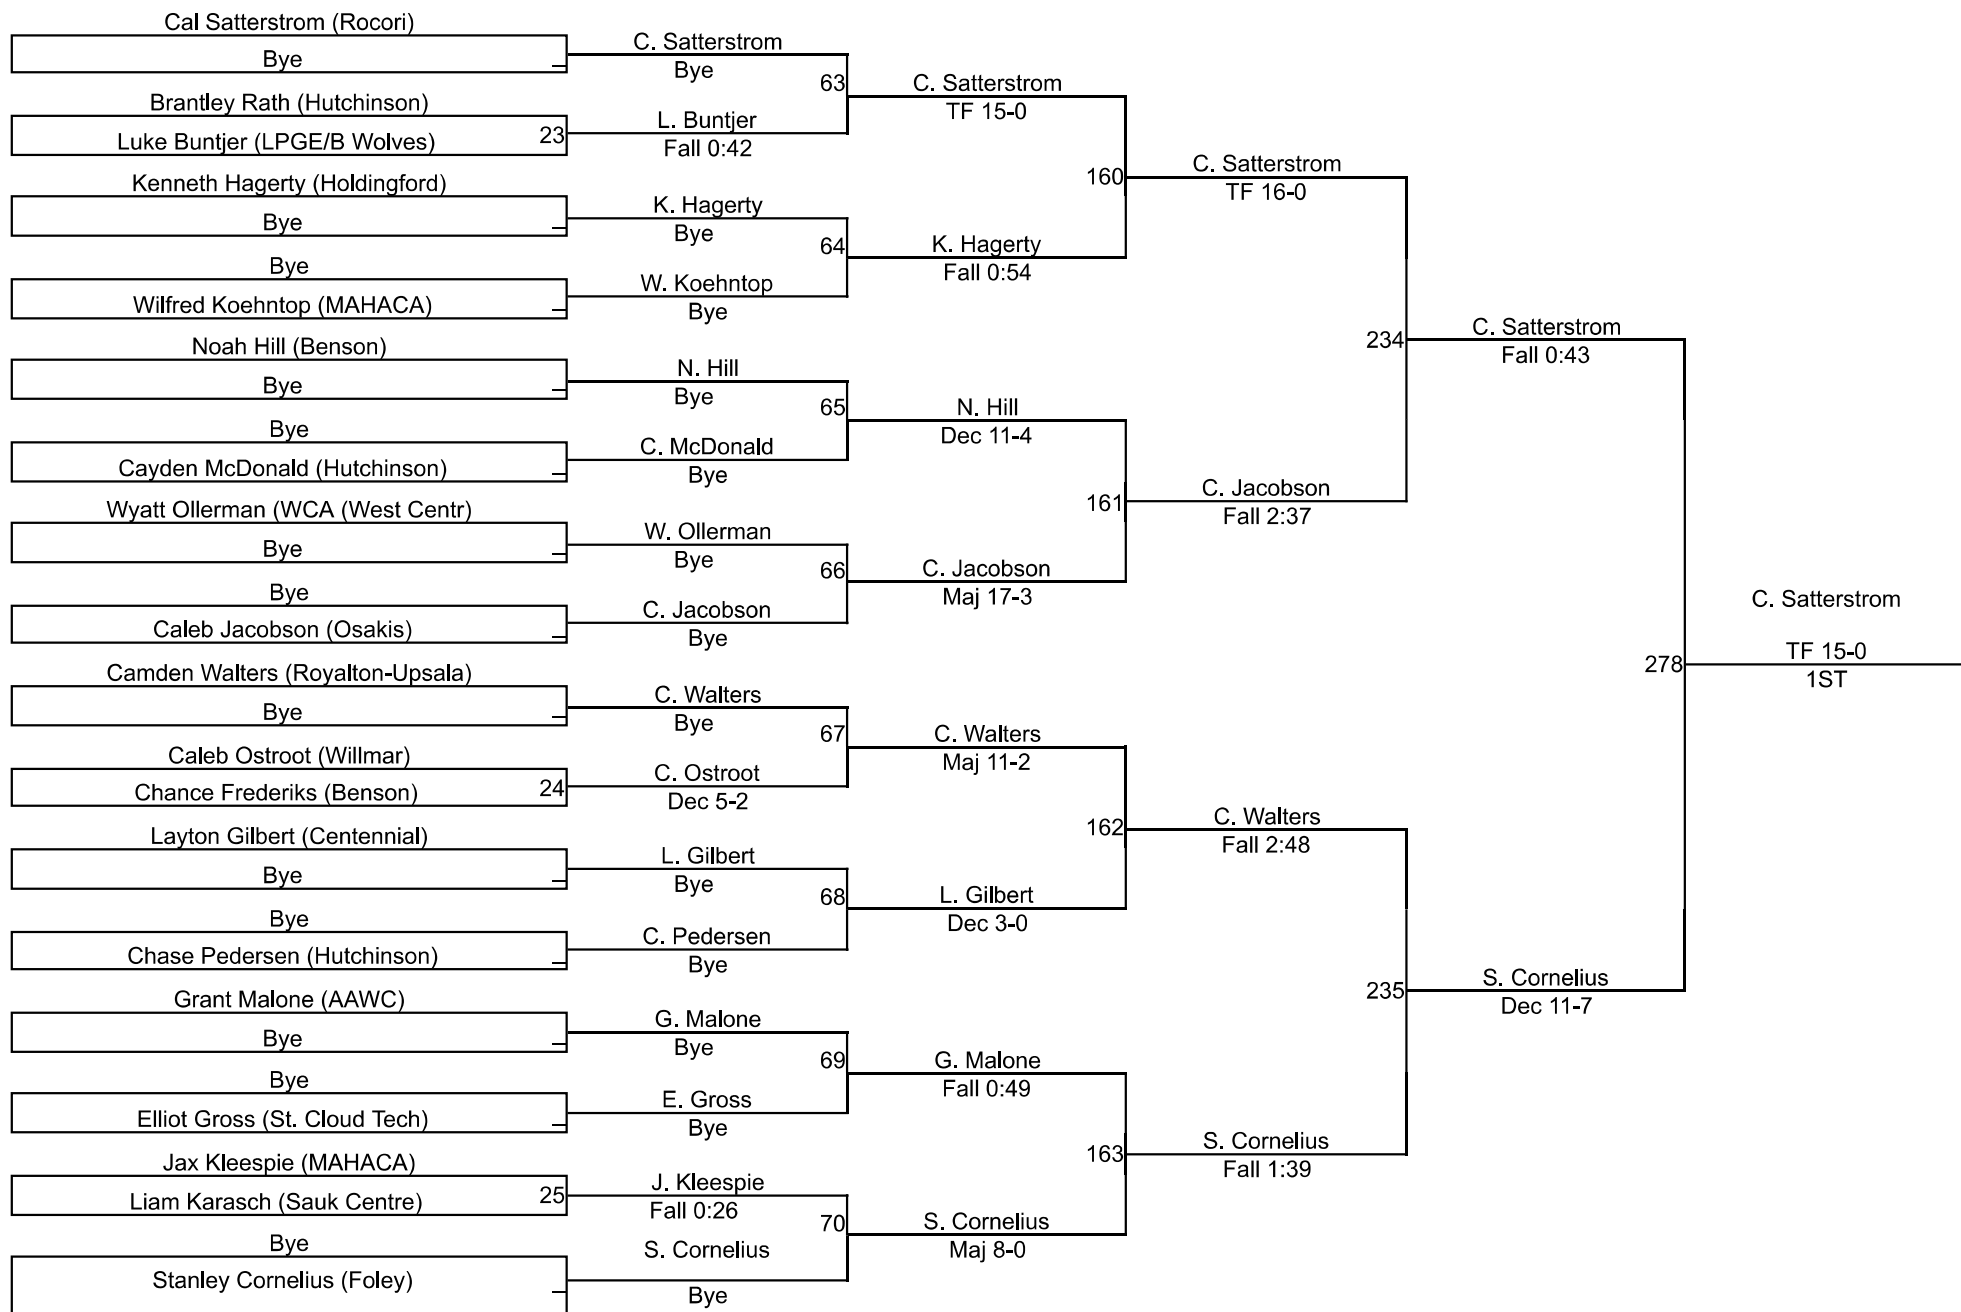 Cal Satterstrom (Rocori)
Bye
Brantley Rath (Hutchinson)
Luke Buntjer (LPGE/B Wolves)
23
Kenneth Hagerty (Holdingford)
Bye
Bye
Wilfred Koehntop (MAHACA)
Noah Hill (Benson)
Bye
Bye
Cayden McDonald (Hutchinson)
Wyatt Ollerman (WCA (West Centr)
Bye
Bye
Caleb Jacobson (Osakis)
Camden Walters (Royalton-Upsala)
Bye
Caleb Ostroot (Willmar)
Chance Frederiks (Benson)
24
Layton Gilbert (Centennial)
Bye
Bye
Chase Pedersen (Hutchinson)
Grant Malone (AAWC)
Bye
Bye
Elliot Gross (St. Cloud Tech)
Jax Kleespie (MAHACA)
Liam Karasch (Sauk Centre)
25
Bye
Stanley Cornelius (Foley)
C. Satterstrom
Bye
63
L. Buntjer
Fall 0:42
K. Hagerty
Bye
64
W. Koehntop
Bye
N. Hill
Bye
65
C. McDonald
Bye
W. Ollerman
Bye
66
C. Jacobson
Bye
C. Walters
Bye
67
C. Ostroot
Dec 5-2
L. Gilbert
Bye
68
C. Pedersen
Bye
G. Malone
Bye
69
E. Gross
Bye
J. Kleespie
Fall 0:26
70
S. Cornelius
Bye
C. Satterstrom
TF 15-0
160
K. Hagerty
Fall 0:54
N. Hill
Dec 11-4
161
C. Jacobson
Maj 17-3
C. Walters
Maj 11-2
162
L. Gilbert
Dec 3-0
G. Malone
Fall 0:49
163
S. Cornelius
Maj 8-0
C. Satterstrom
TF 16-0
234
C. Jacobson
Fall 2:37
C. Walters
Fall 2:48
235
S. Cornelius
Fall 1:39
C. Satterstrom
Fall 0:43
278
S. Cornelius
Dec 11-7
C. Satterstrom
TF 15-0
1ST